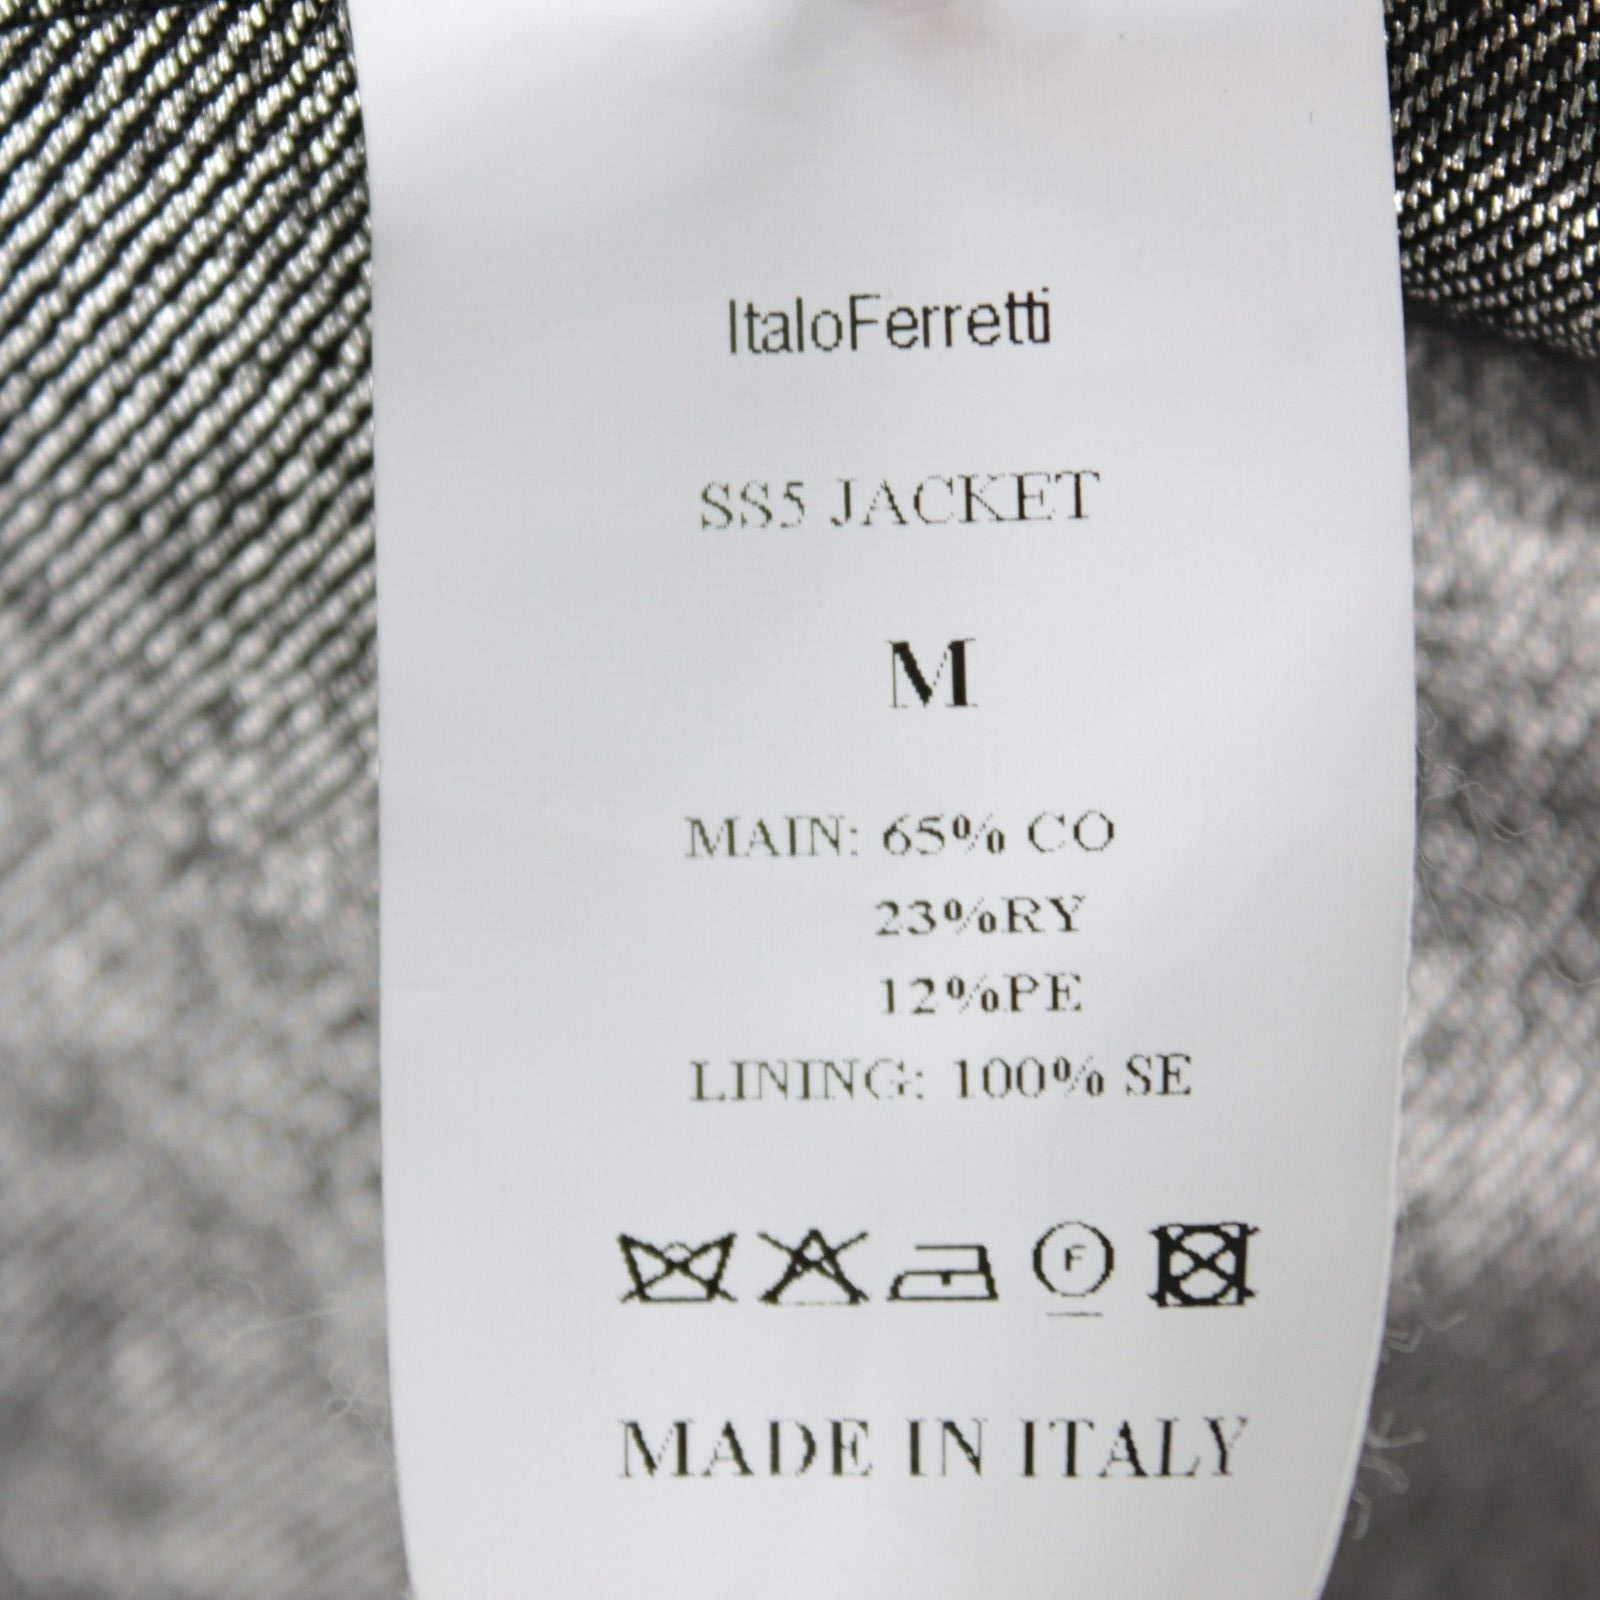 ItaloFerretti
SS5 JACKET
M
MAIN: 65% CO
23%RY
12%PE
LINING: 100% SE
F
MADE IN ITALY